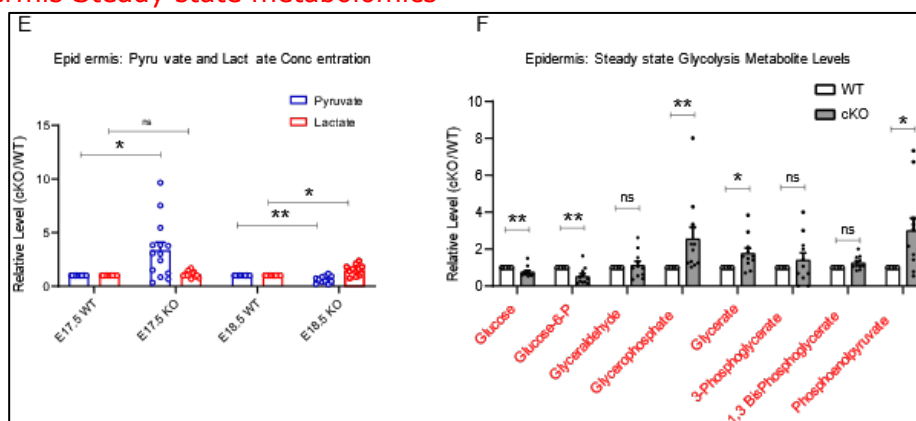 ermis Steady state metabolomics
E
Epid ermis: Pyru vate and Lact ate Conc entration
Pyruvate
Lactate
Relative Level (cKO/WT)
15
10
5
0
ns
*
*
**
E17.5 WT
E17.5 KO
E18.5 WT
E18.5 KO
F
Epidermis: Steady state Glycolysis Metabolite Levels
WT
cKO
Relative Level (cKO/WT)
10
8
6
4
2
0
**
**
ns
**
*
ns
ns
*
Glucose
Glucose-6-P
Glyceraldehyde
Glycerophosphate
Glycerate
3-Phosphoglycerate
1,3 BisPhosphoglycerate
Phosphoenolpyruvate